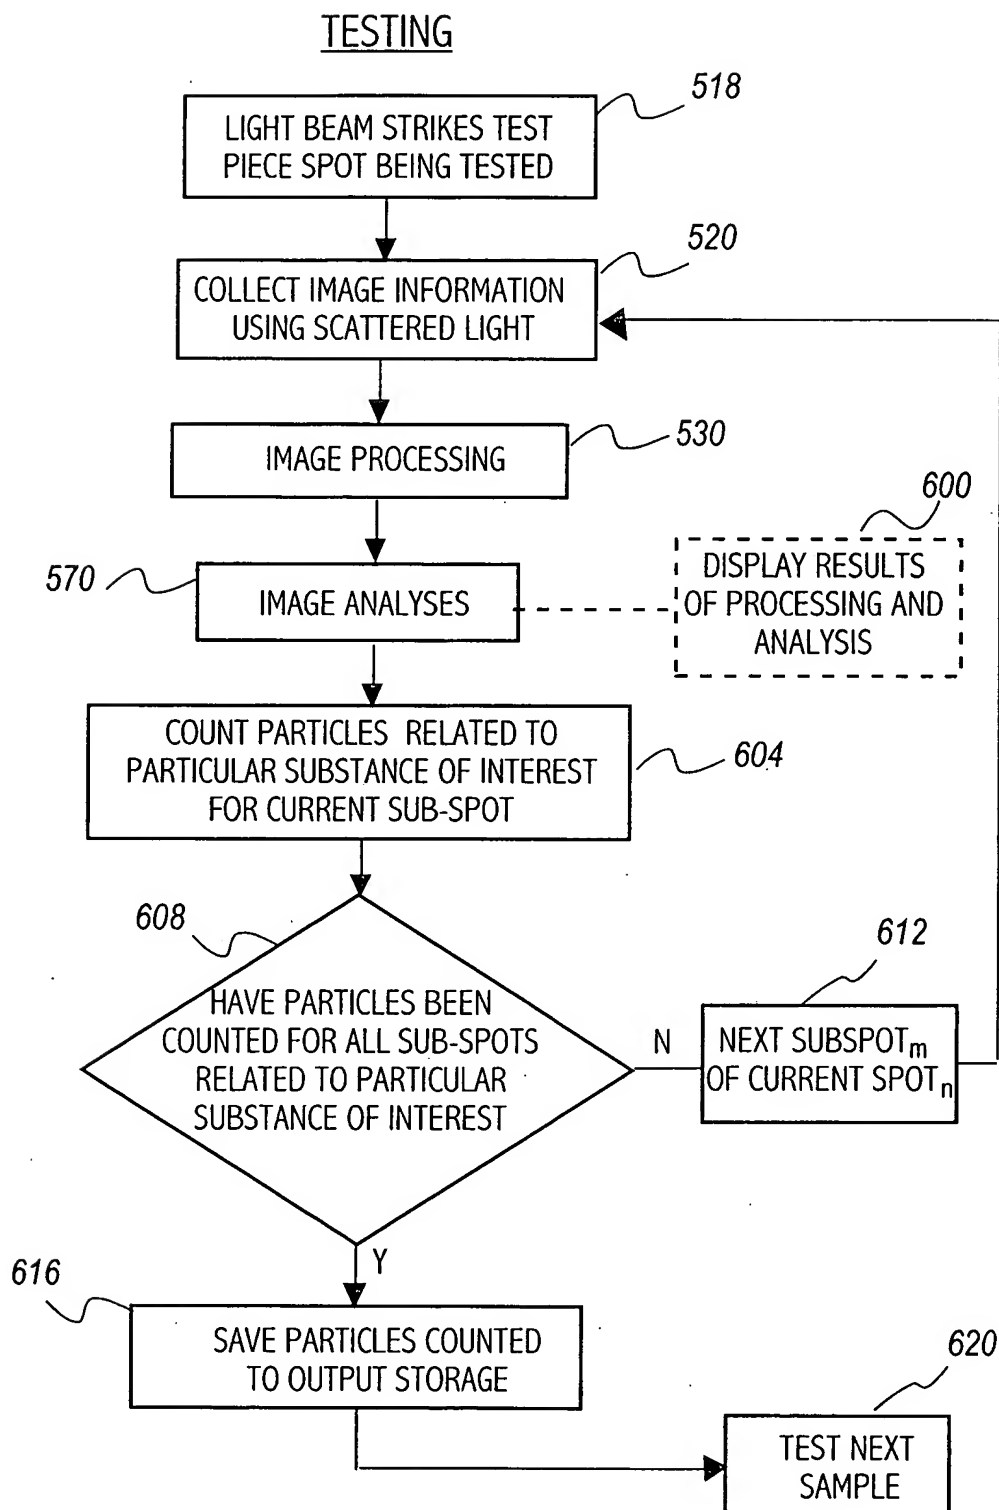 TESTING
518
LIGHT BEAM STRIKES TEST
PIECE SPOT BEING TESTED
520
COLLECT IMAGE INFORMATION
USING SCATTERED LIGHT
530
IMAGE PROCESSING
600
570
IMAGE ANALYSES
DISPLAY RESULTS
OF PROCESSING AND
ANALYSIS
COUNT PARTICLES RELATED TO
PARTICULAR SUBSTANCE OF INTEREST
FOR CURRENT SUB-SPOT
604
608
HAVE PARTICLES BEEN
COUNTED FOR ALL SUB-SPOTS
RELATED TO PARTICULAR
SUBSTANCE OF INTEREST
N
612
NEXT SUBSPOTm
OF CURRENT SPOTn
Y
616
SAVE PARTICLES COUNTED
TO OUTPUT STORAGE
620
TEST NEXT
SAMPLE